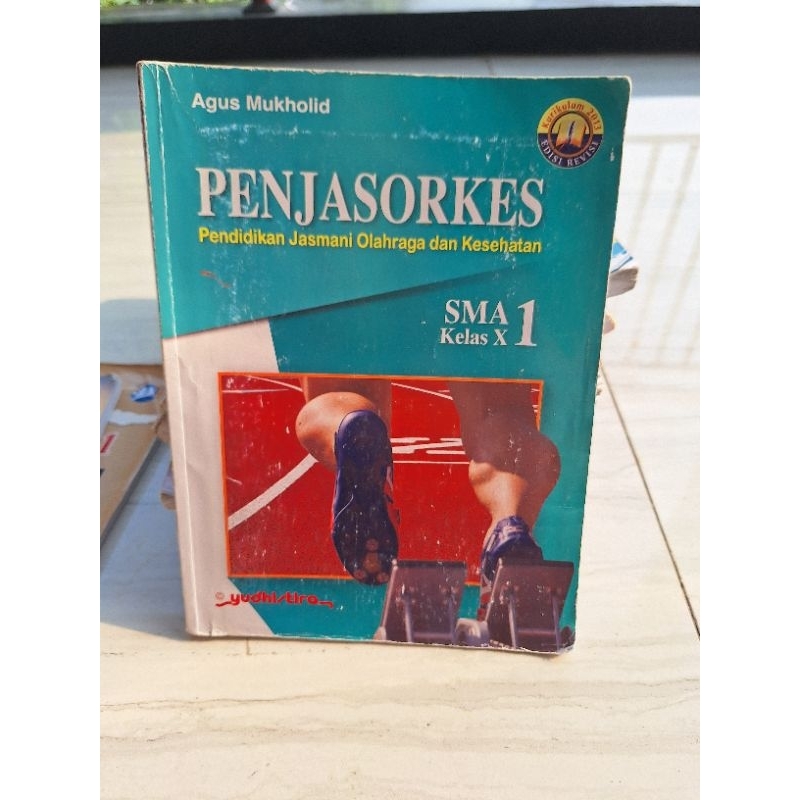 Agus Mukholid
Kurikulum 2013
EDISI REVISI
PENJASORKES
Pendidikan Jasmani Olahraga dan Kesehatan
SMA 1
Kelas X
yudhistira